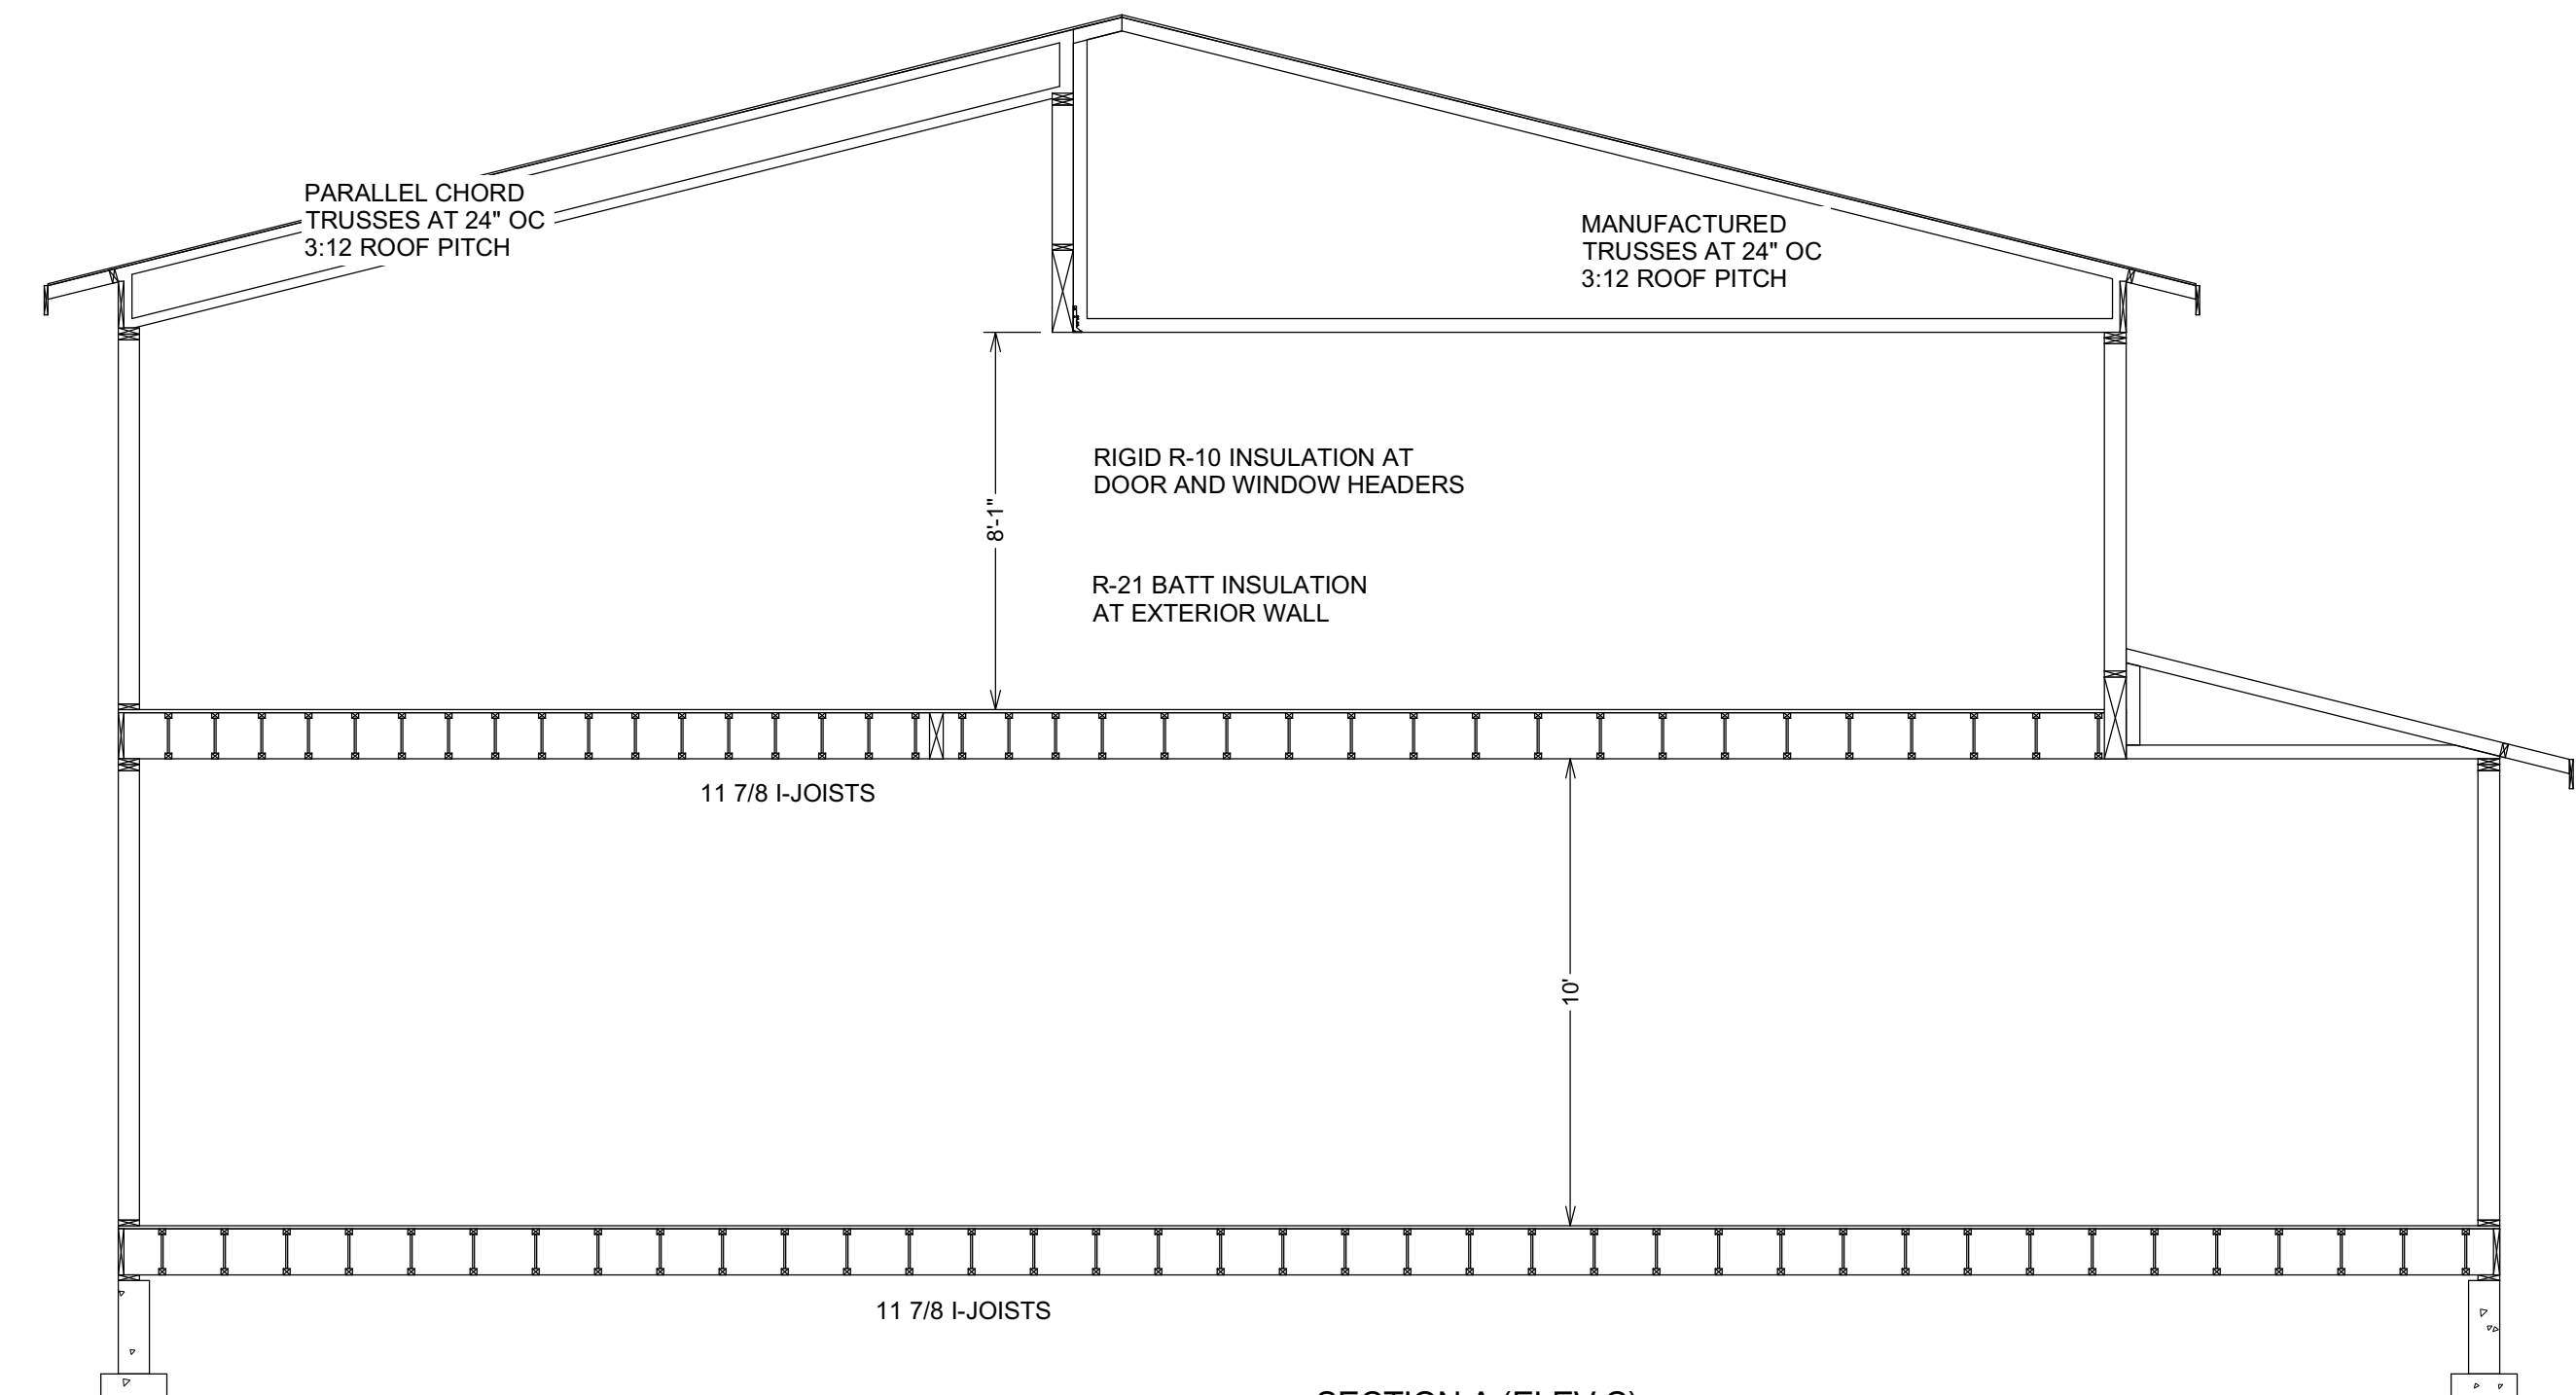 PARALLEL CHORD
TRUSSES AT 24" OC
3:12 ROOF PITCH
MANUFACTURED
TRUSSES AT 24" OC
3:12 ROOF PITCH
RIGID R-10 INSULATION AT
DOOR AND WINDOW HEADERS
8'-1"
R-21 BATT INSULATION
AT EXTERIOR WALL
11 7/8 I-JOISTS
10'
11 7/8 I-JOISTS
SECTION A (ELEV C)